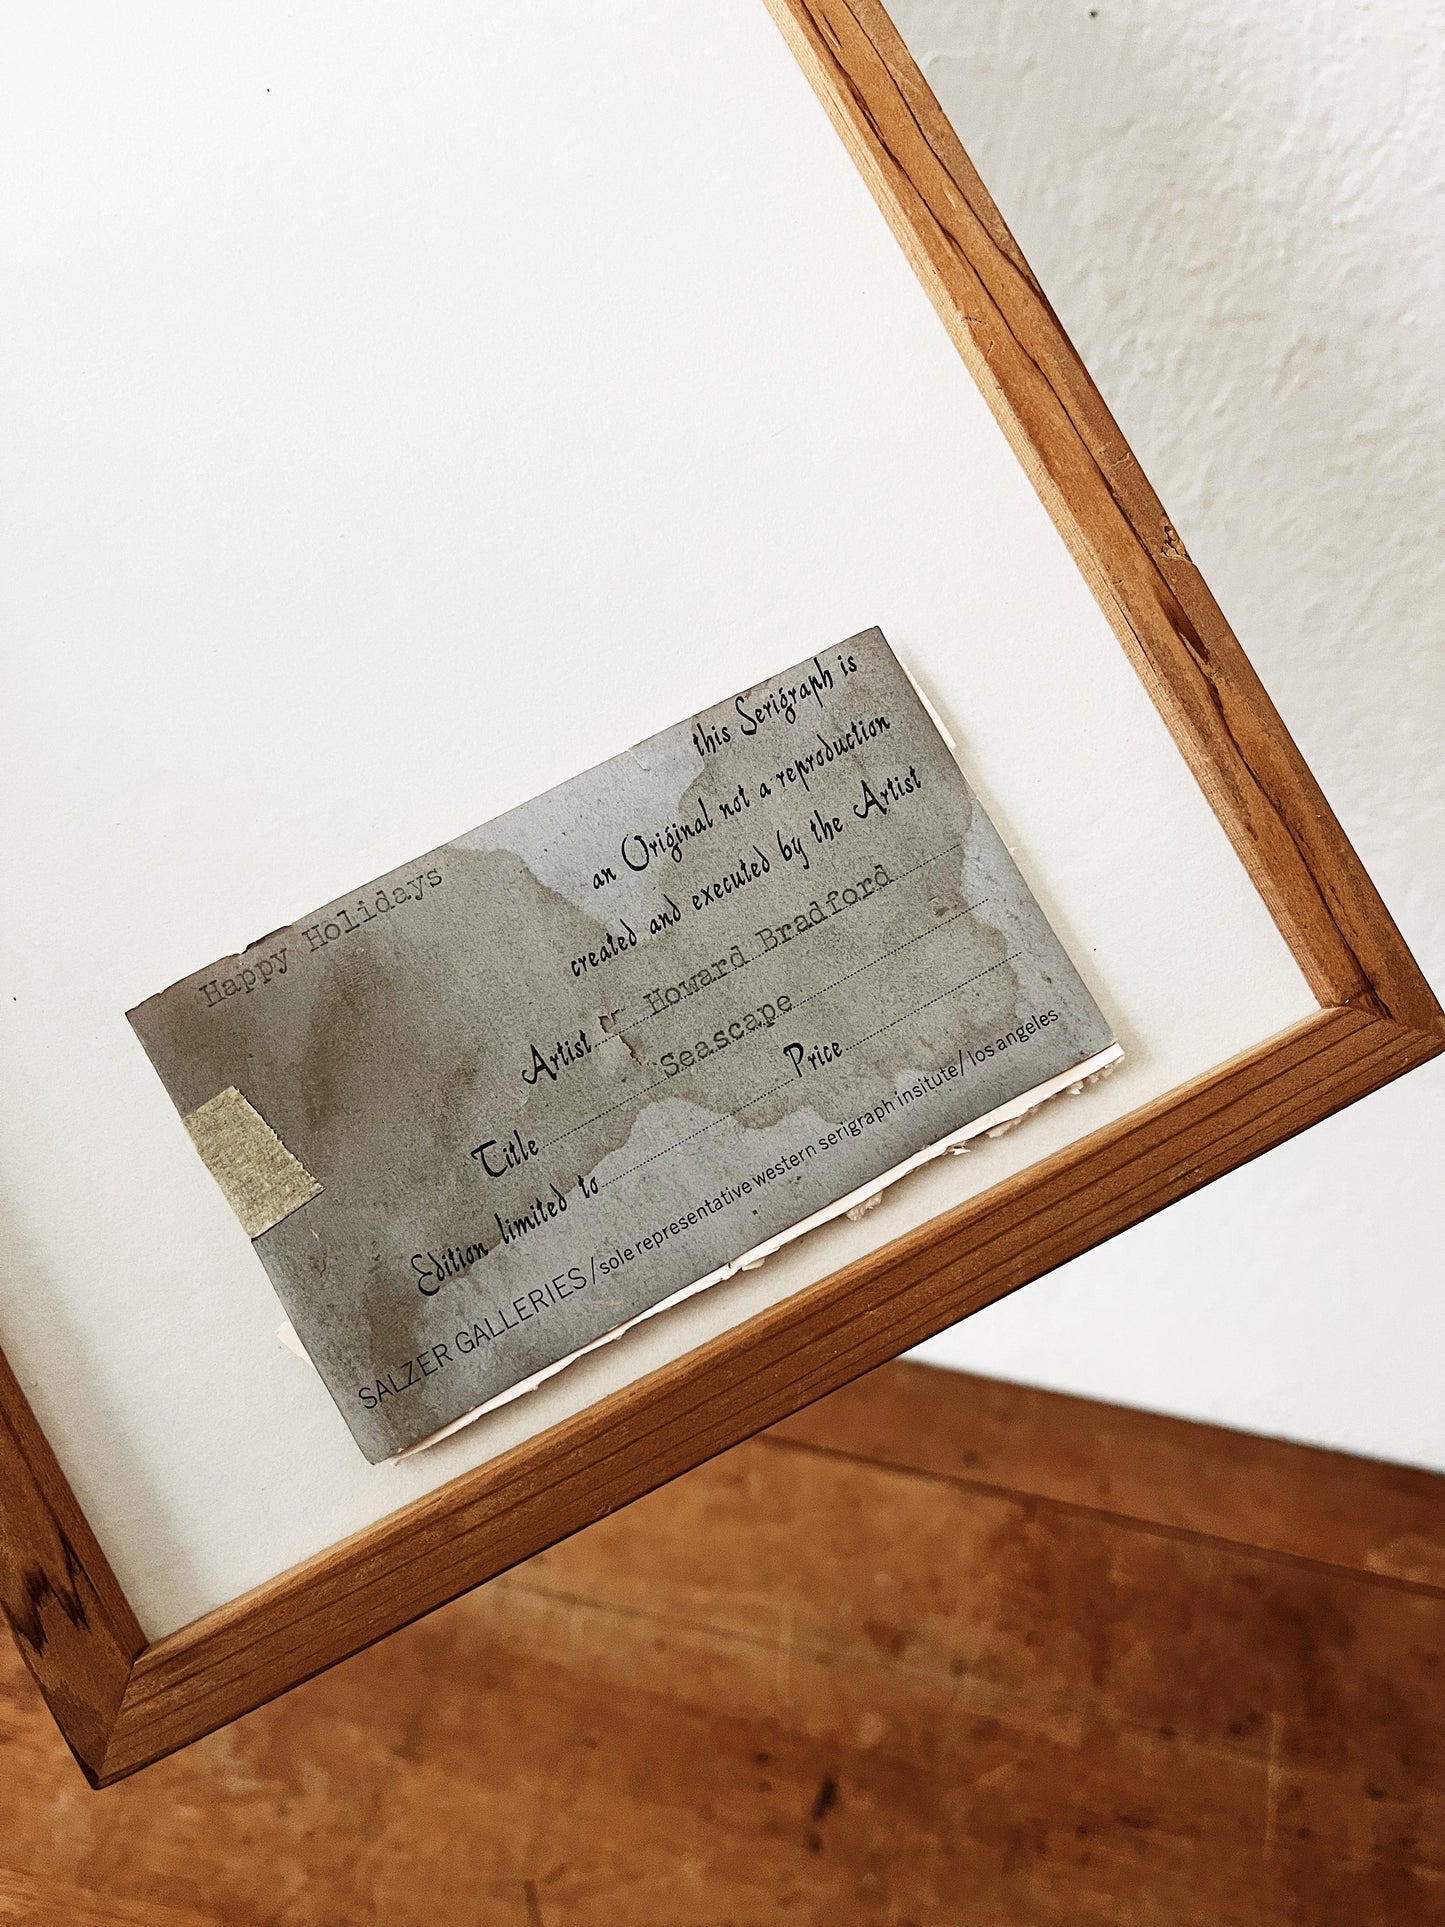 Happy Holidays
this Serigraph is
an Original not a reproduction
created and executed by the Artist
Artist Howard Bradford
Title Seascape
Edition limited to Price
SALZER GALLERIES/sole representative western serigraph insitute/los angeles